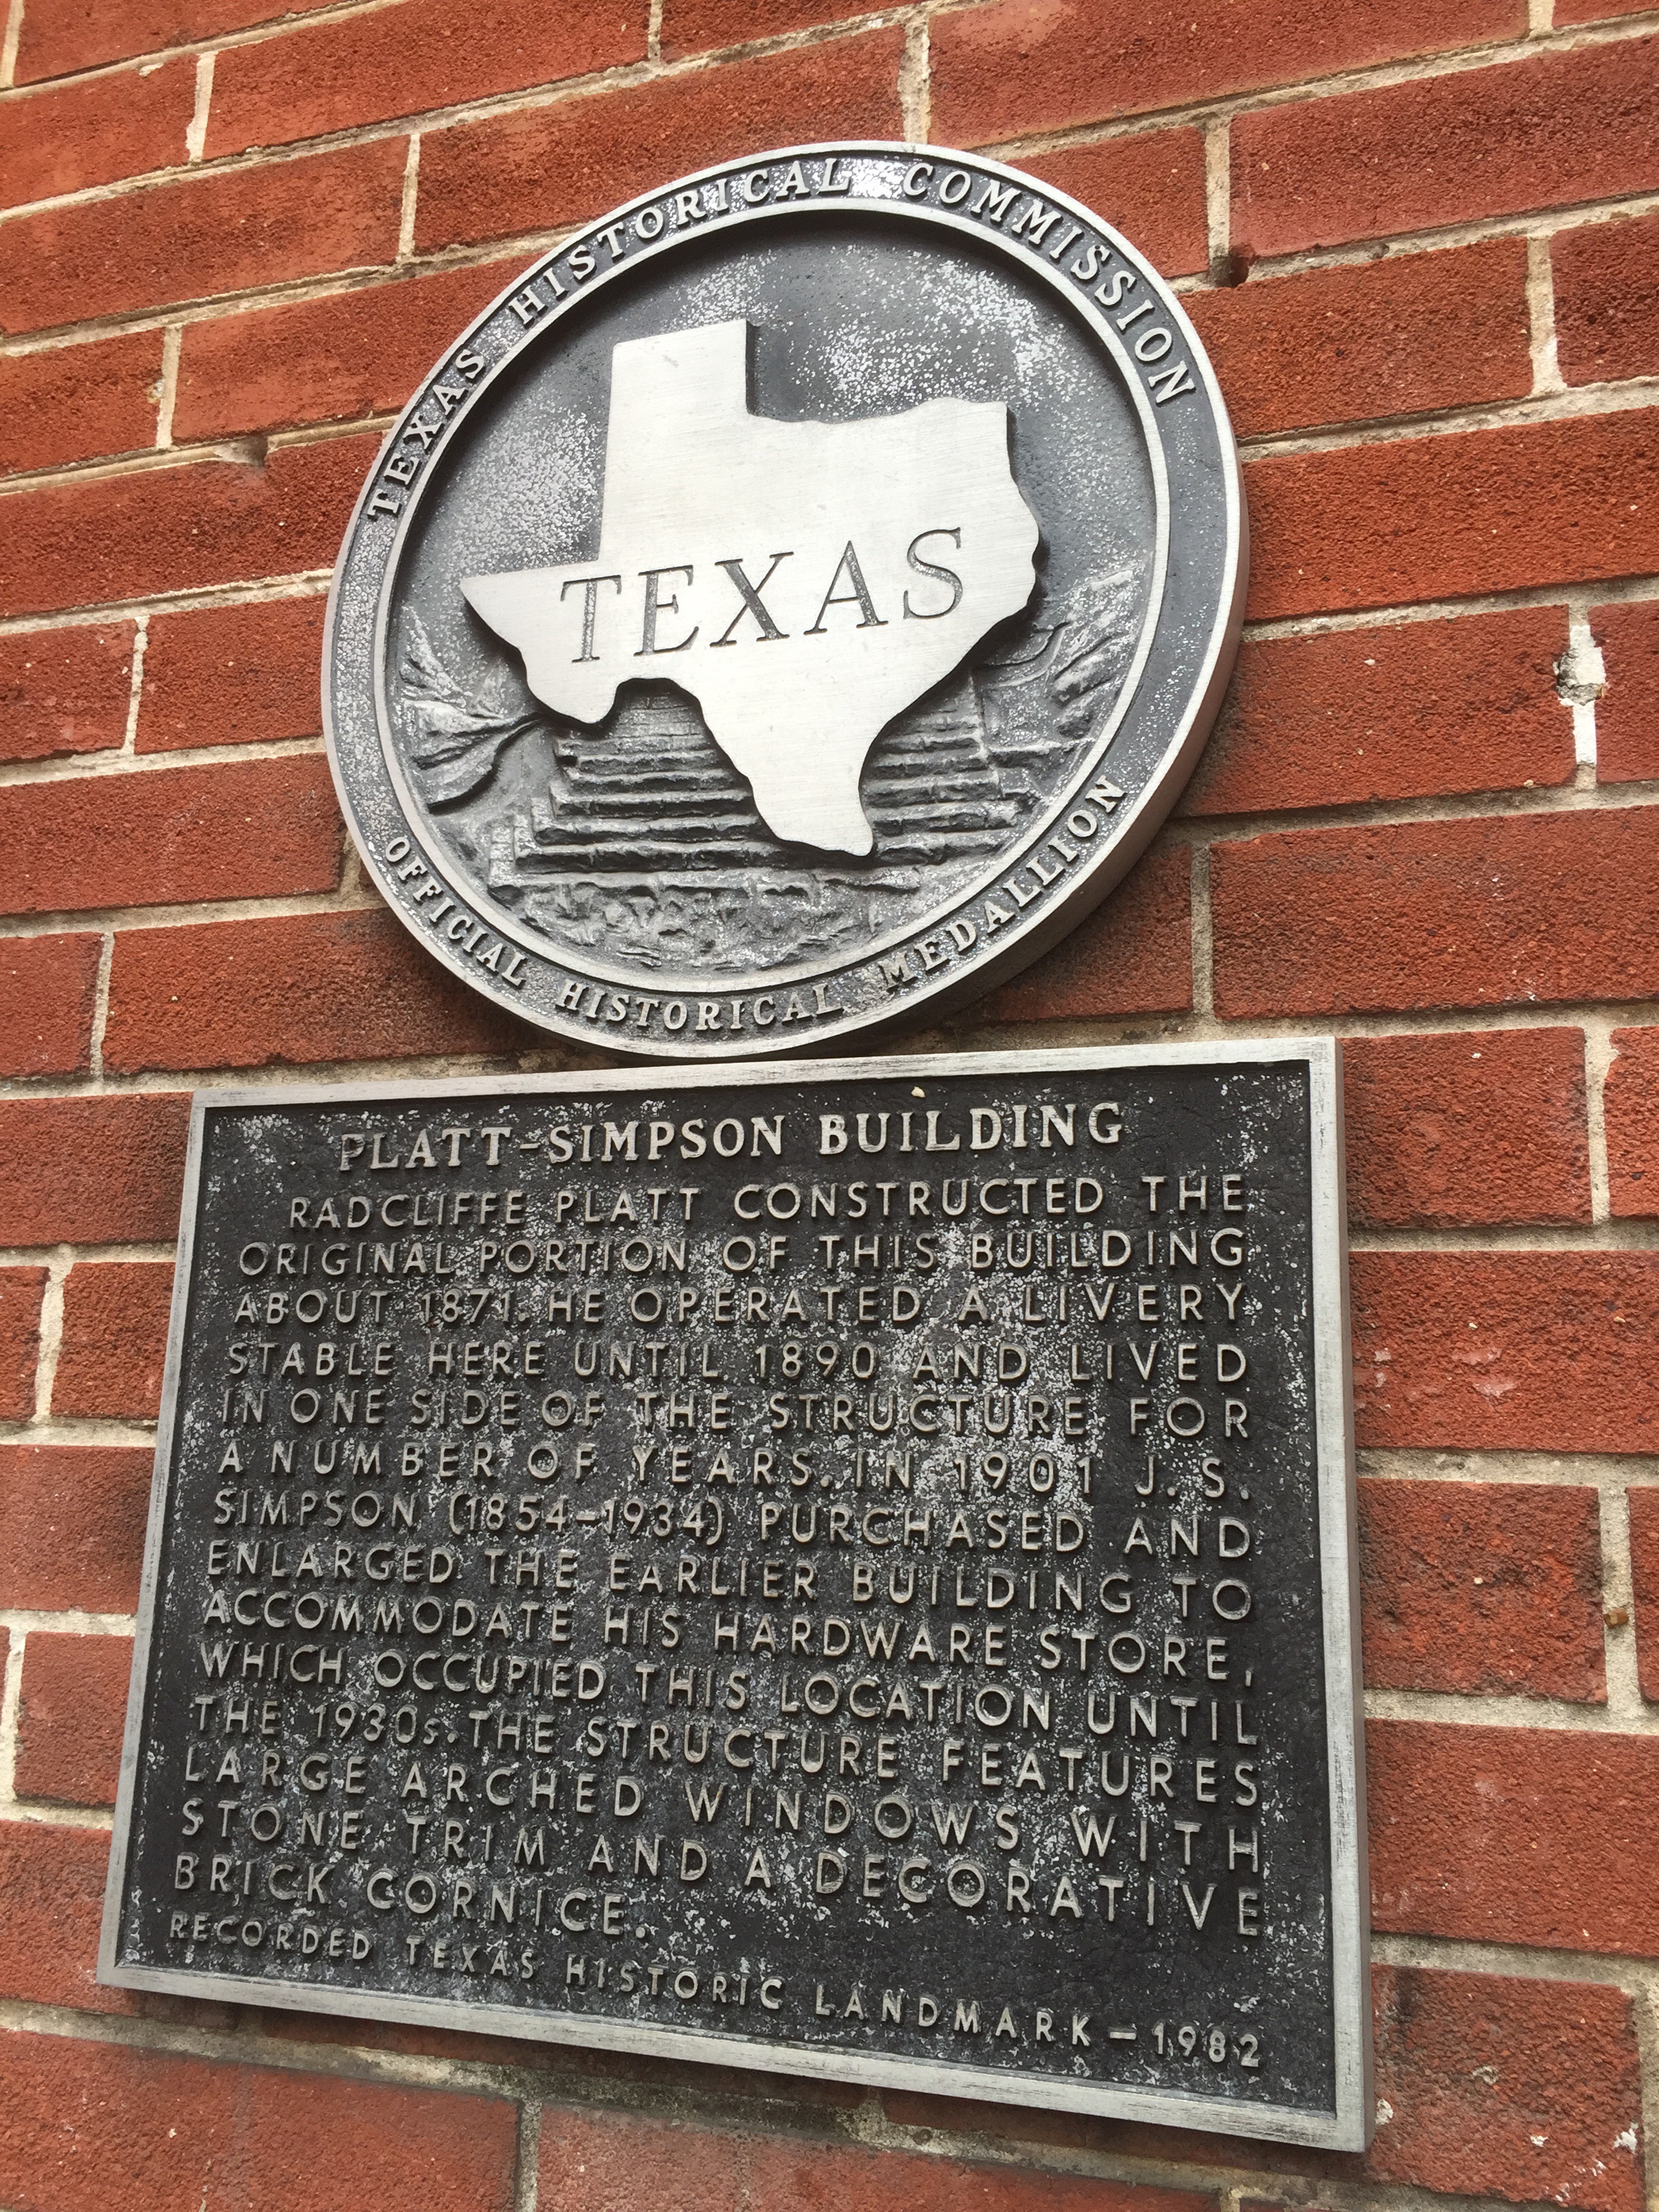 TEXAS HISTORICAL COMMISSION
TEXAS
OFFICIAL HISTORICAL MEDALLION
PLATT-SIMPSON BUILDING
RADCLIFFE PLATT CONSTRUCTED THE
ORIGINAL PORTION OF THIS BUILDING
ABOUT 1871. HE OPERATED A LIVERY
STABLE HERE UNTIL 1890 AND LIVED
IN ONE SIDE OF THE STRUCTURE FOR
A NUMBER OF YEARS. IN 1901 J. S.
SIMPSON (1854-1934) PURCHASED AND
ENLARGED THE EARLIER BUILDING TO
ACCOMMODATE HIS HARDWARE STORE,
WHICH OCCUPIED THIS LOCATION UNTIL
THE 1930s. THE STRUCTURE FEATURES
LARGE ARCHED WINDOWS WITH
STONE TRIM AND A DECORATIVE
BRICK CORNICE.
RECORDED TEXAS HISTORIC LANDMARK-1982